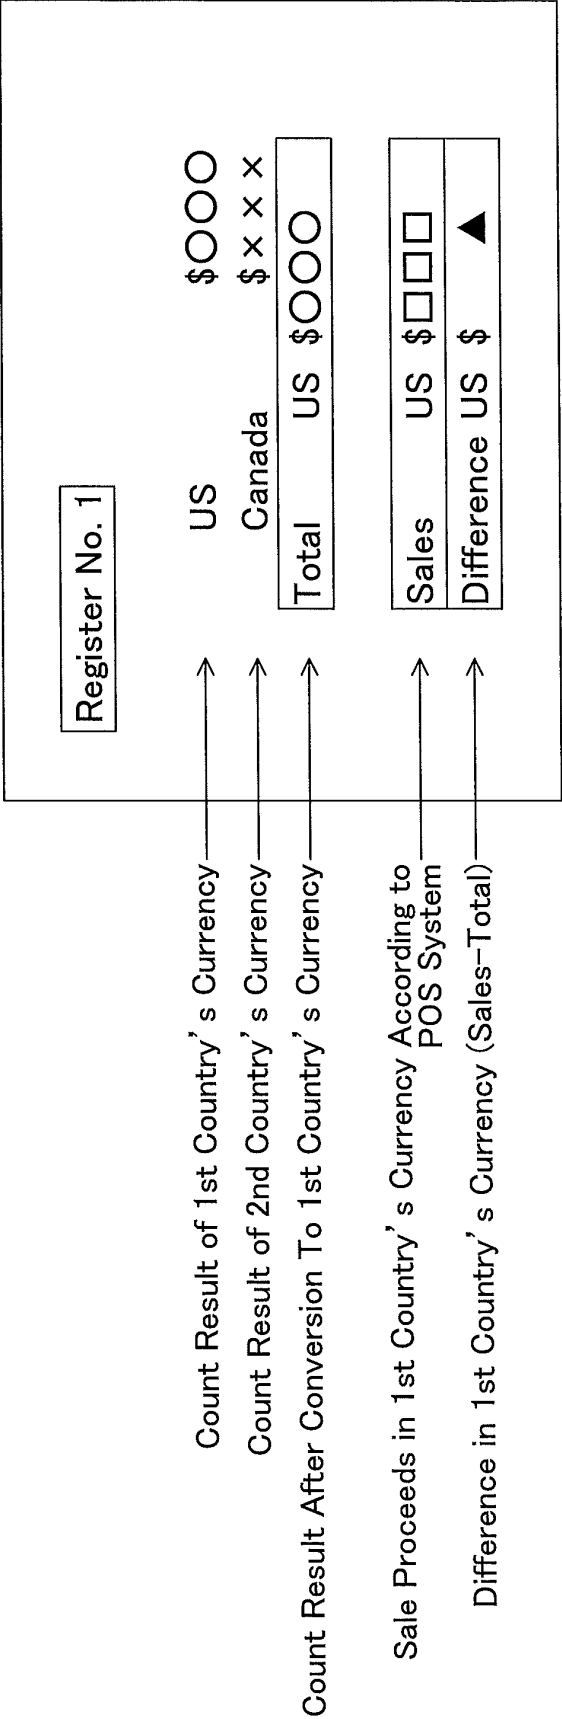 Register No. 1
Count Result of 1st Country's Currency
US $○○○
Count Result of 2nd Country's Currency
Canada $×××
Count Result After Conversion To 1st Country's Currency
Total US $○○○
Sale Proceeds in 1st Country's Currency According to
POS System
Sales US $□□□
Difference in 1st Country's Currency (Sales-Total)
Difference US $ ▲